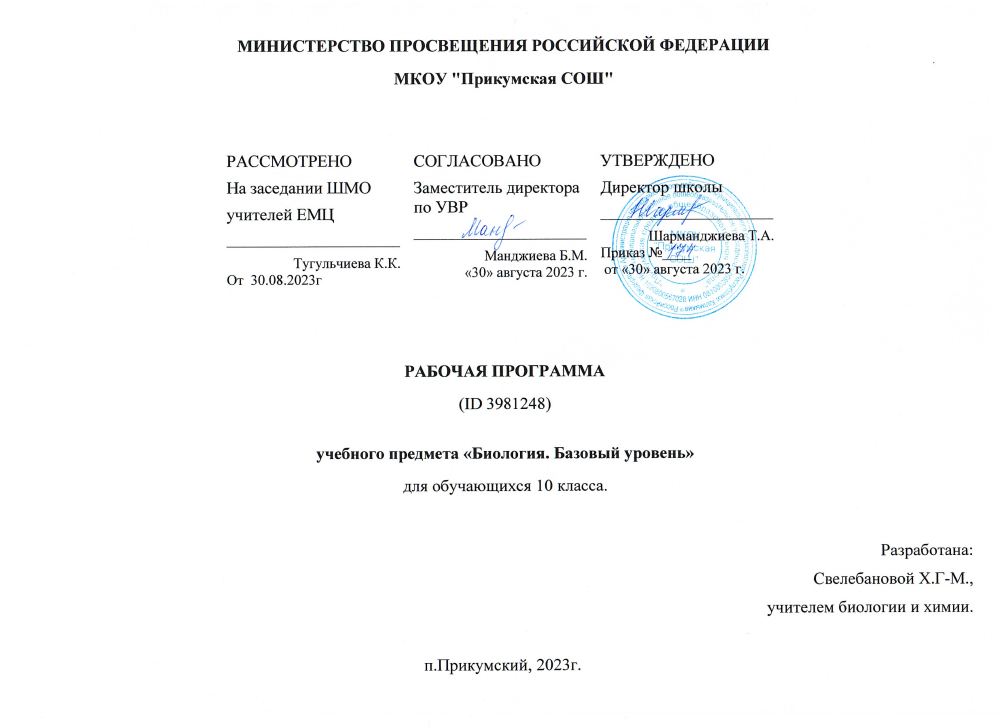 МИНИСТЕРСТВО ПРОСВЕЩЕНИЯ РОССИЙСКОЙ ФЕДЕРАЦИИ
МКОУ "Прикумская СОШ"
РАССМОТРЕНО
На заседании ШМО
учителей ЕМЦ
Тугульчиева К.К.
От 30.08.2023г
СОГЛАСОВАНО
Заместитель директора
по УВР
Манджиева Б.М.
«30» августа 2023 г.
УТВЕРЖДЕНО
Директор школы
Шарманджиева Т.А.
Приказ №
от «30» августа 2023 г.
РАБОЧАЯ ПРОГРАММА
(ID 3981248)
учебного предмета «Биология. Базовый уровень»
для обучающихся 10 класса.
Разработана:
Свелебановой Х.Г-М.,
учителем биологии и химии.
п.Прикумский, 2023г.